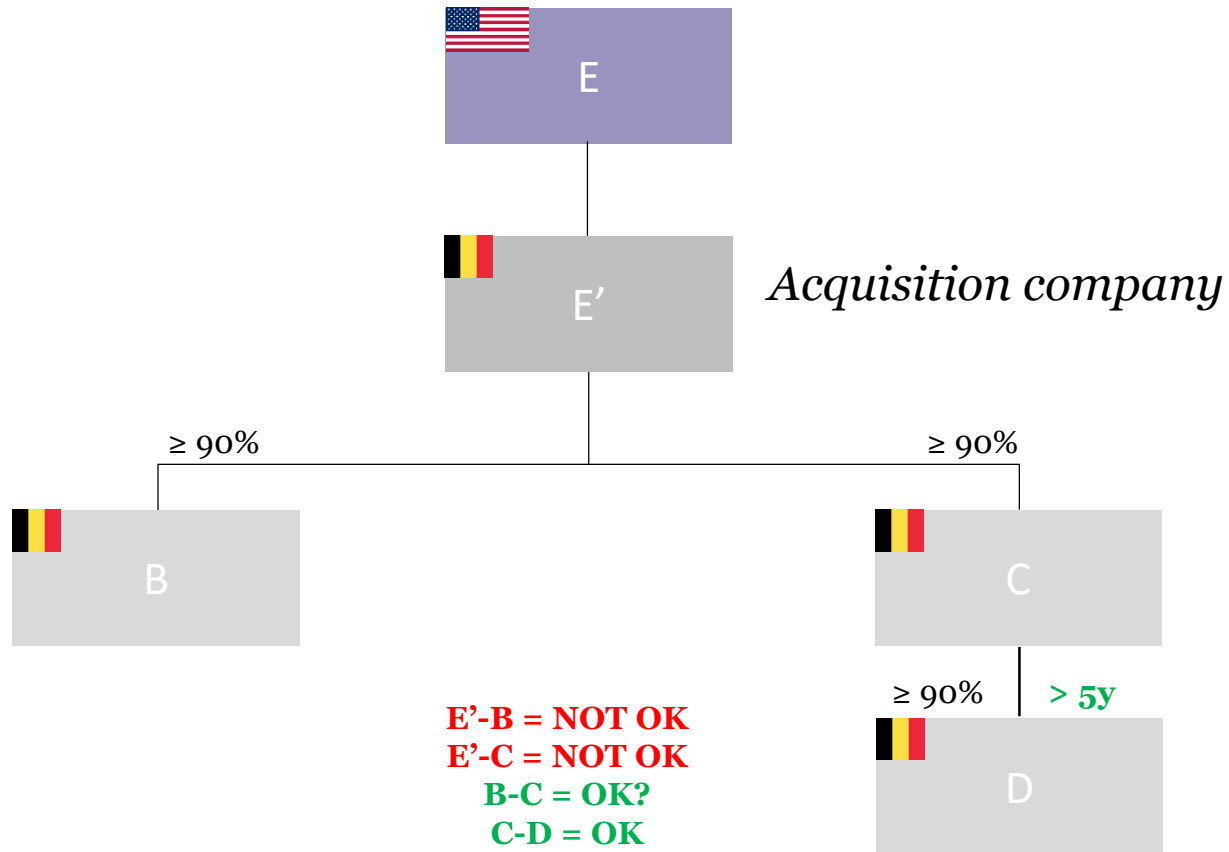 E
E’
Acquisition company
≥ 90%
≥ 90%
B
C
≥ 90%
> 5y
E’-B = NOT OK
E’-C = NOT OK
B-C = OK?
C-D = OK
D